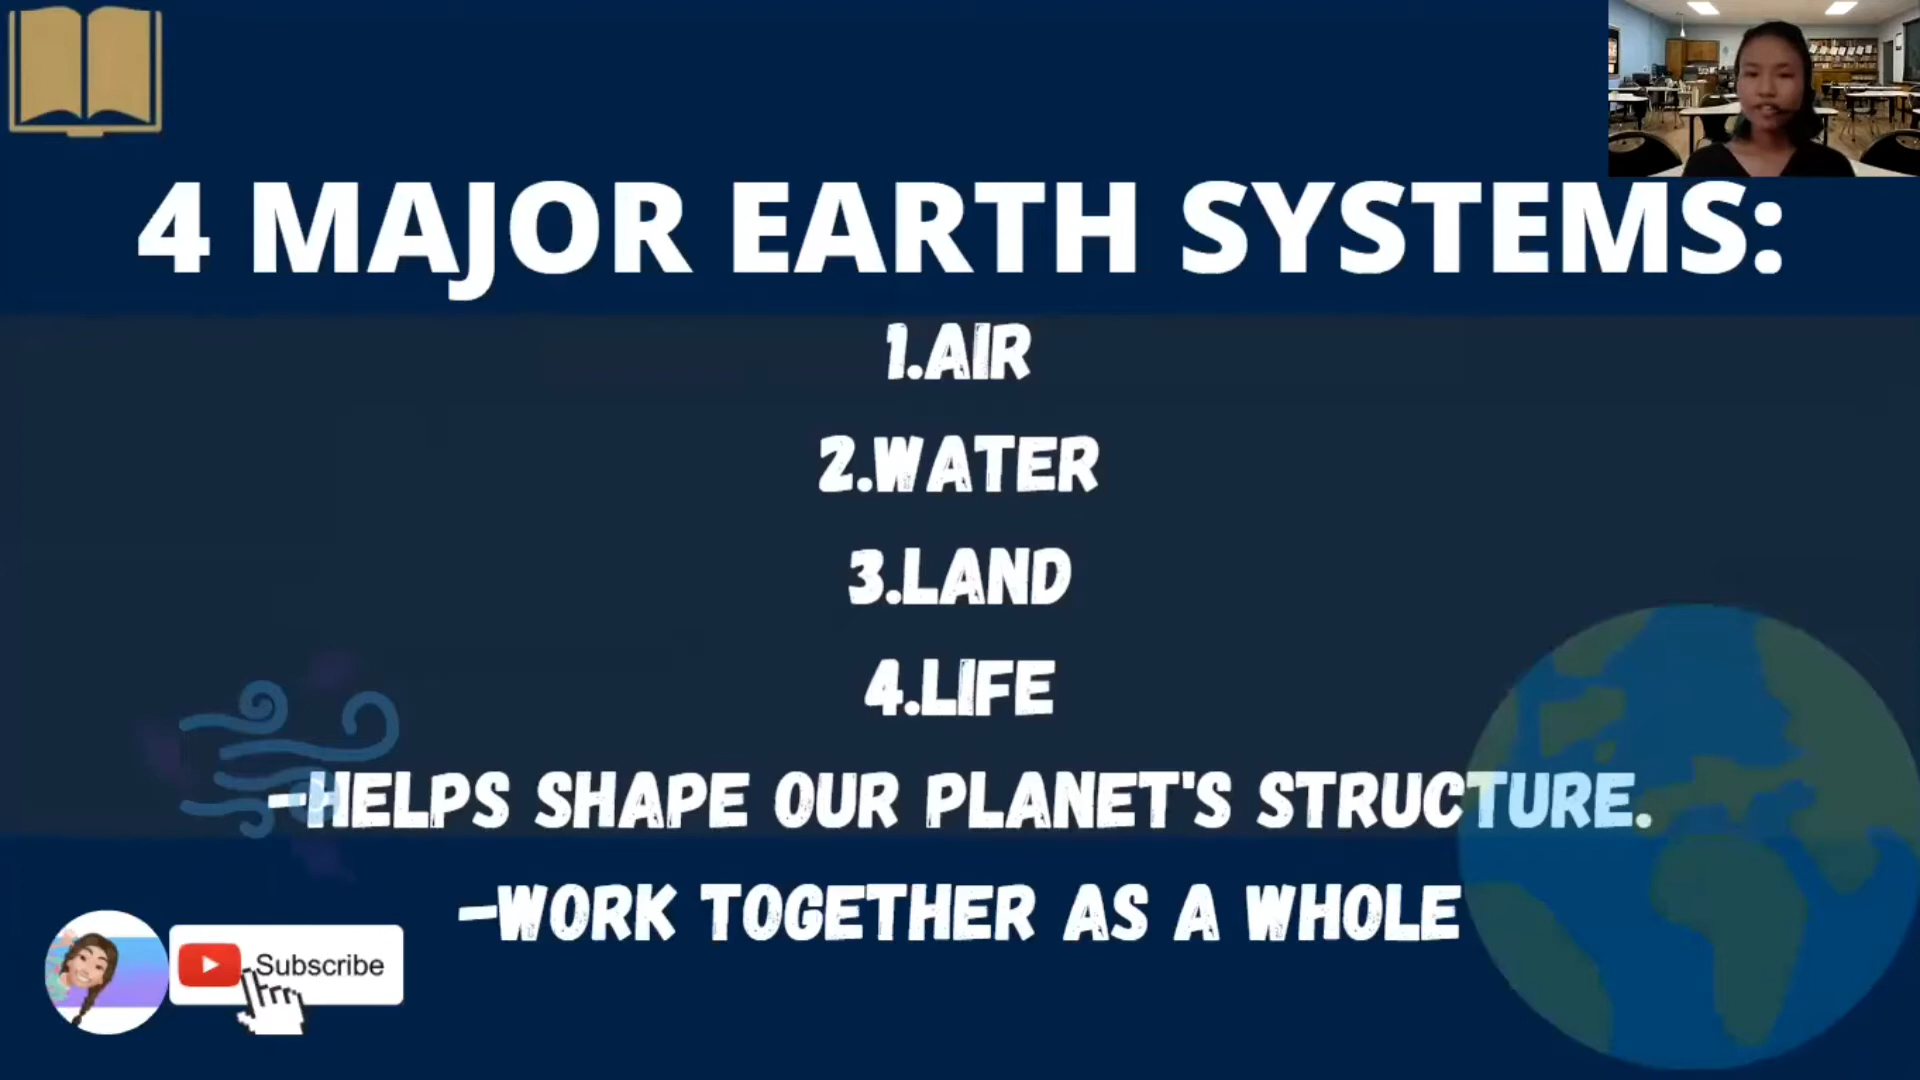 4 MAJOR EARTH SYSTEMS:
1.AIR
2.WATER
3.LAND
4.LIFE
-HELPS SHAPE OUR PLANET'S STRUCTURE.
-WORK TOGETHER AS A WHOLE
Subscribe